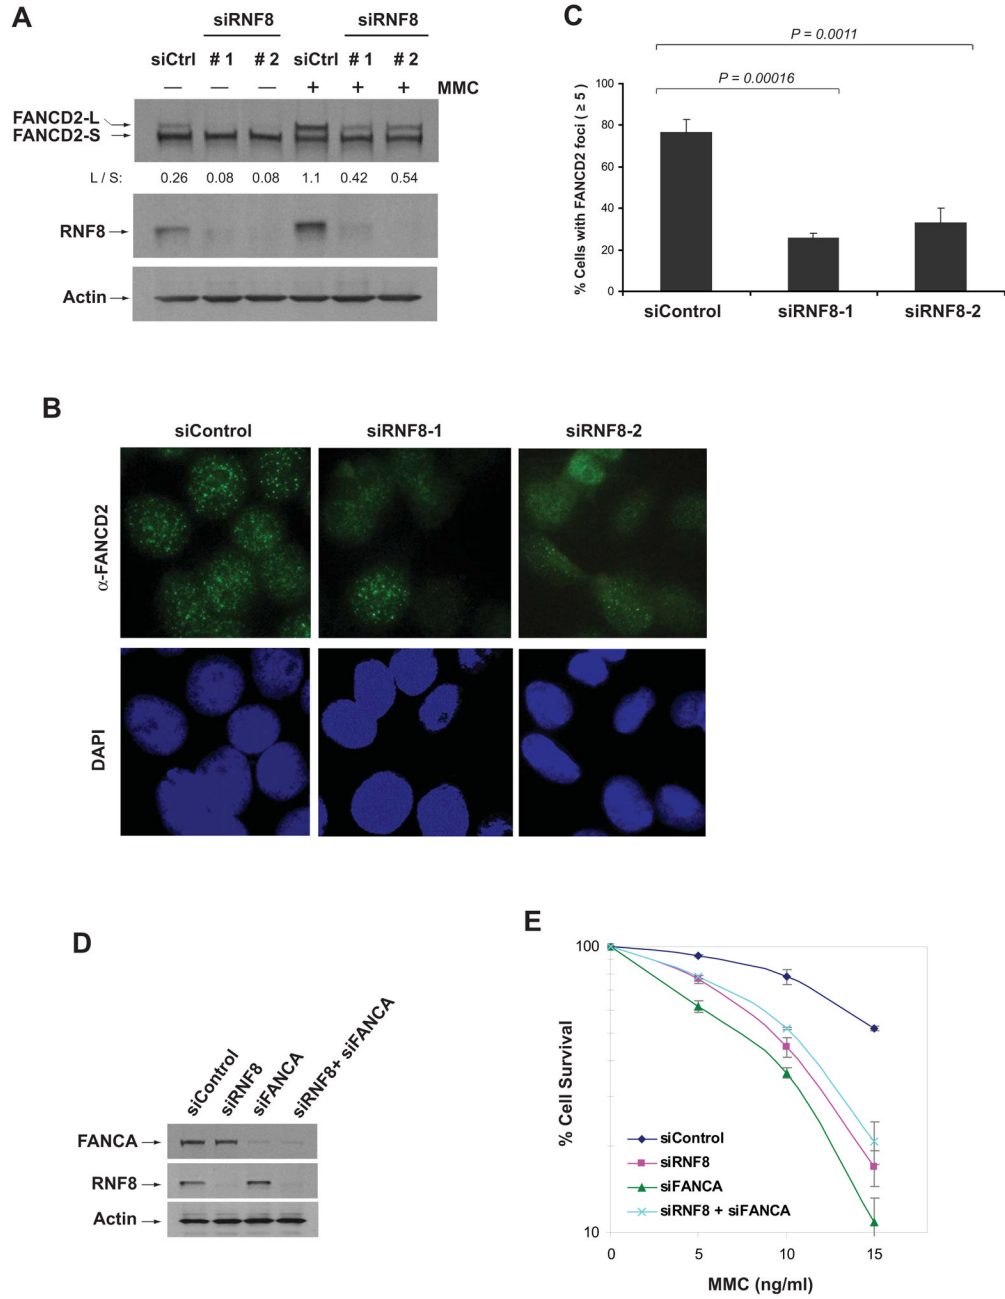 A
siRNF8 siRNF8
siCtrl # 1 # 2 siCtrl # 1 # 2
— — — + + + MMC
FANCD2-L
FANCD2-S
L / S: 0.26 0.08 0.08 1.1 0.42 0.54
RNF8
Actin
C
P = 0.0011
P = 0.00016
% Cells with FANCD2 foci ( ≥ 5 )
100
80
60
40
20
0
siControl siRNF8-1 siRNF8-2
B
siControl siRNF8-1 siRNF8-2
α-FANCD2
DAPI
D
siControl
siRNF8
siFANCA
siRNF8+ siFANCA
FANCA
RNF8
Actin
E
% Cell Survival
100
10
siControl
siRNF8
siFANCA
siRNF8 + siFANCA
0 5 10 15
MMC (ng/ml)